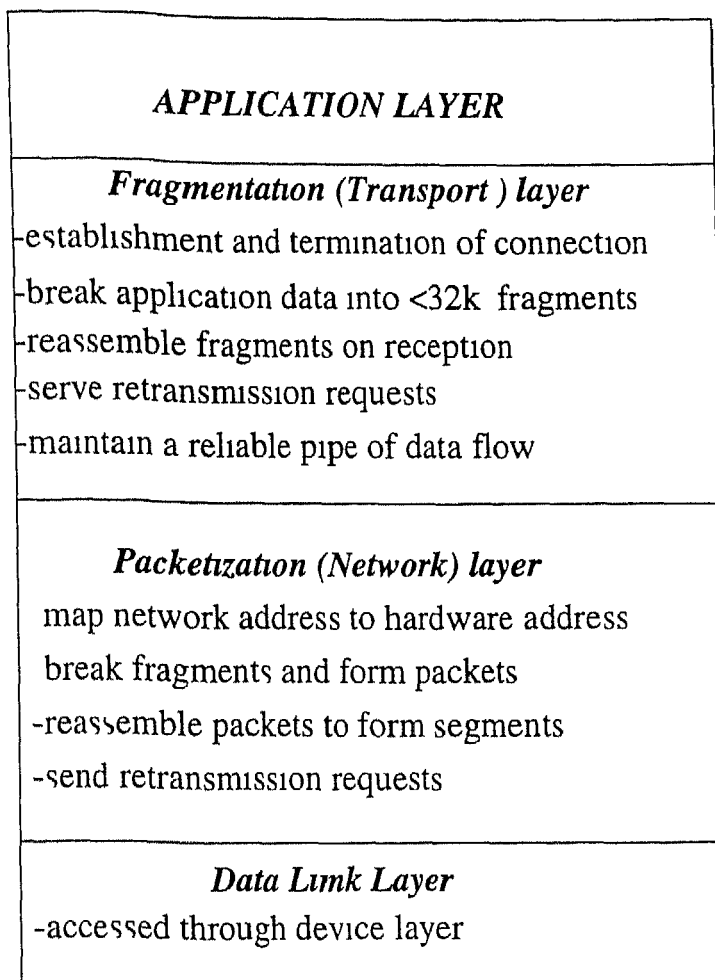 APPLICATION LAYER
Fragmentation (Transport ) layer
-establishment and termination of connection
-break application data into <32k fragments
-reassemble fragments on reception
-serve retransmission requests
-maintain a reliable pipe of data flow
Packetization (Network) layer
map network address to hardware address
break fragments and form packets
-reassemble packets to form segments
-send retransmission requests
Data Link Layer
-accessed through device layer